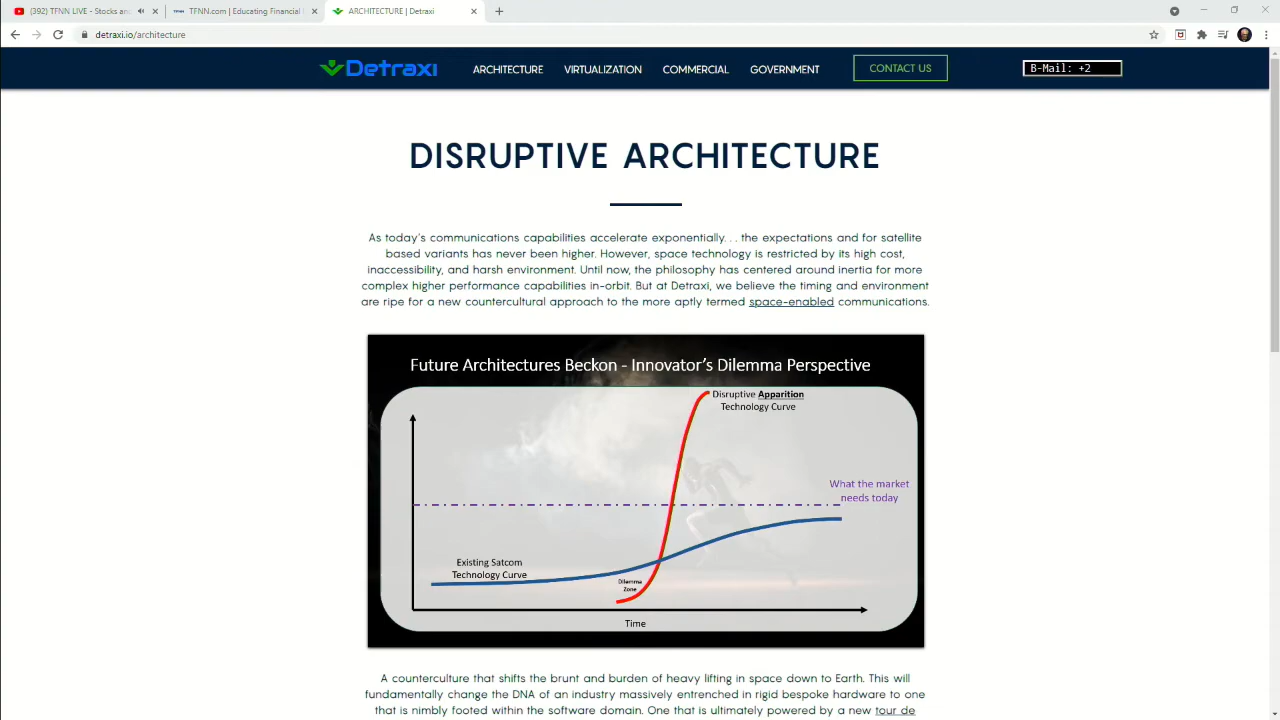 (392) TFNN LIVE - Stocks an
TFNN.com | Educating Financial
ARCHITECTURE | Detraxi
detraxi.io/architecture
Detraxi
ARCHITECTURE
VIRTUALIZATION
COMMERCIAL
GOVERNMENT
CONTACT US
B-Mail: +2
DISRUPTIVE ARCHITECTURE
As today's communications capabilities accelerate exponentially. . . the expectations and for satellite
based variants has never been higher. However, space technology is restricted by its high cost,
inaccessibility, and harsh environment. Until now, the philosophy has centered around inertia for more
complex higher performance capabilities in-orbit. But at Detraxi, we believe the timing and environment
are ripe for a new countercultural approach to the more aptly termed space-enabled communications.
Future Architectures Beckon - Innovator's Dilemma Perspective
Disruptive Apparition
Technology Curve
What the market
needs today
Existing Satcom
Technology Curve
Dilemma
Zone
Time
A counterculture that shifts the brunt and burden of heavy lifting in space down to Earth. This will
fundamentally change the DNA of an industry massively entrenched in rigid bespoke hardware to one
that is nimbly footed within the software domain. One that is ultimately powered by a new tour de